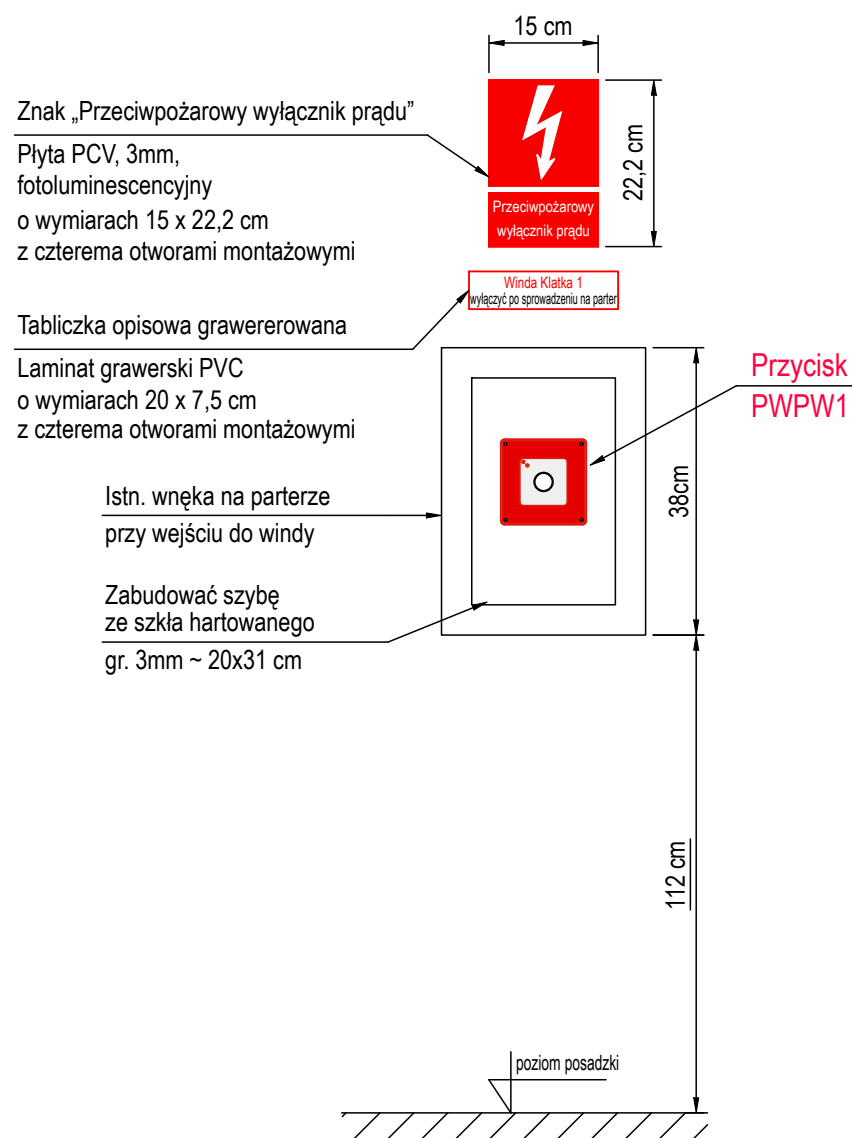 15 cm
Znak „Przeciwpożarowy wyłącznik prądu”
Płyta PCV, 3mm,
fotoluminescencyjny
o wymiarach 15 x 22,2 cm
z czterema otworami montażowymi
22,2 cm
Przeciwpożarowy
wyłącznik prądu
Winda Klatka 1
wyłączyć po sprowadzeniu na parter
Tabliczka opisowa grawererowana
Laminat grawerski PVC
o wymiarach 20 x 7,5 cm
z czterema otworami montażowymi
Przycisk
PWPW1
Istn. wnęka na parterze
przy wejściu do windy
38cm
Zabudować szybę
ze szkła hartowanego
gr. 3mm ~ 20x31 cm
112 cm
poziom posadzki